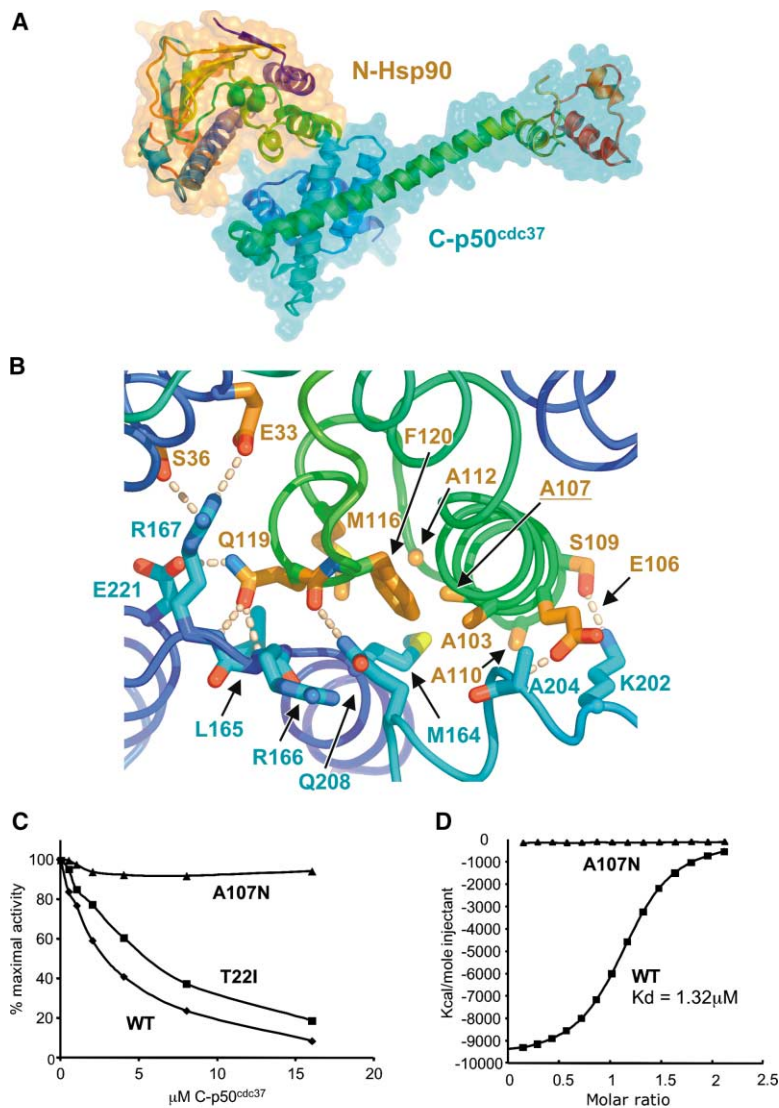 A
N-Hsp90
C-p50cdc37
B
S36
E33
F120
A112
A107
R167
Q119
M116
S109
E106
E221
A103
A110
A204
K202
L165
R166
Q208
M164
C
100
80
60
40
20
0
% maximal activity
A107N
T22I
WT
0 5 10 15 20
μM C-p50cdc37
D
0
-1000
-2000
-3000
-4000
-5000
-6000
-7000
-8000
-9000
-10000
Kcal/mole injectant
A107N
WT
Kd = 1.32μM
0 0.5 1 1.5 2 2.5
Molar ratio